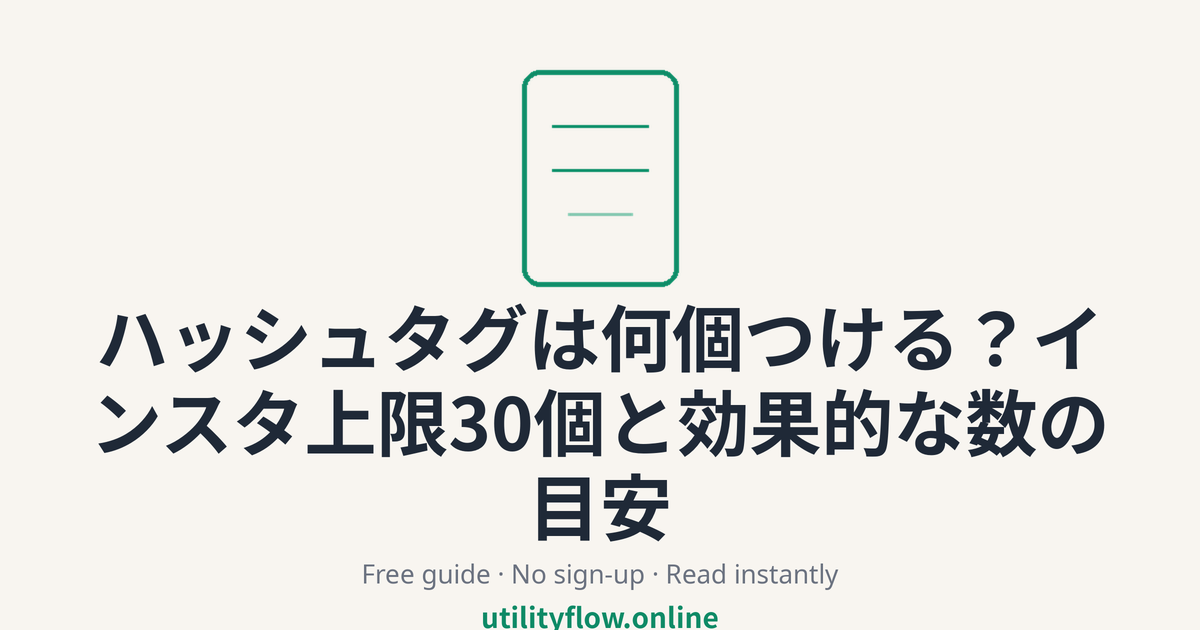 ハッシュタグは何個つける？イ
ンスタ上限30個と効果的な数の
目安
Free guide · No sign-up · Read instantly
utilityflow.online